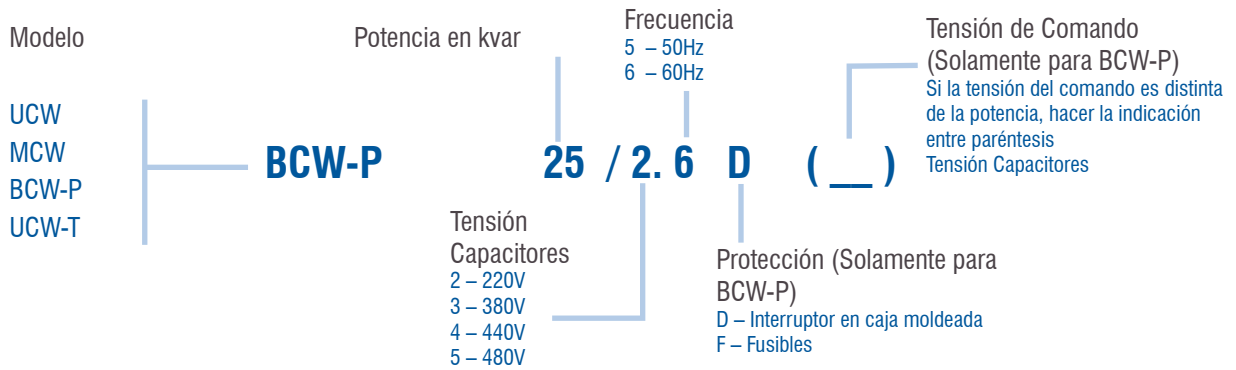 Modelo
UCW
MCW
BCW-P
UCW-T
Potencia en kvar
Frecuencia
5 – 50Hz
6 – 60Hz
Tensión de Comando
(Solamente para BCW-P)
Si la tensión del comando es distinta
de la potencia, hacer la indicación
entre paréntesis
Tensión Capacitores
BCW-P 25 / 2. 6 D ( __ )
Tensión
Capacitores
2 – 220V
3 – 380V
4 – 440V
5 – 480V
Protección (Solamente para
BCW-P)
D – Interruptor en caja moldeada
F – Fusibles